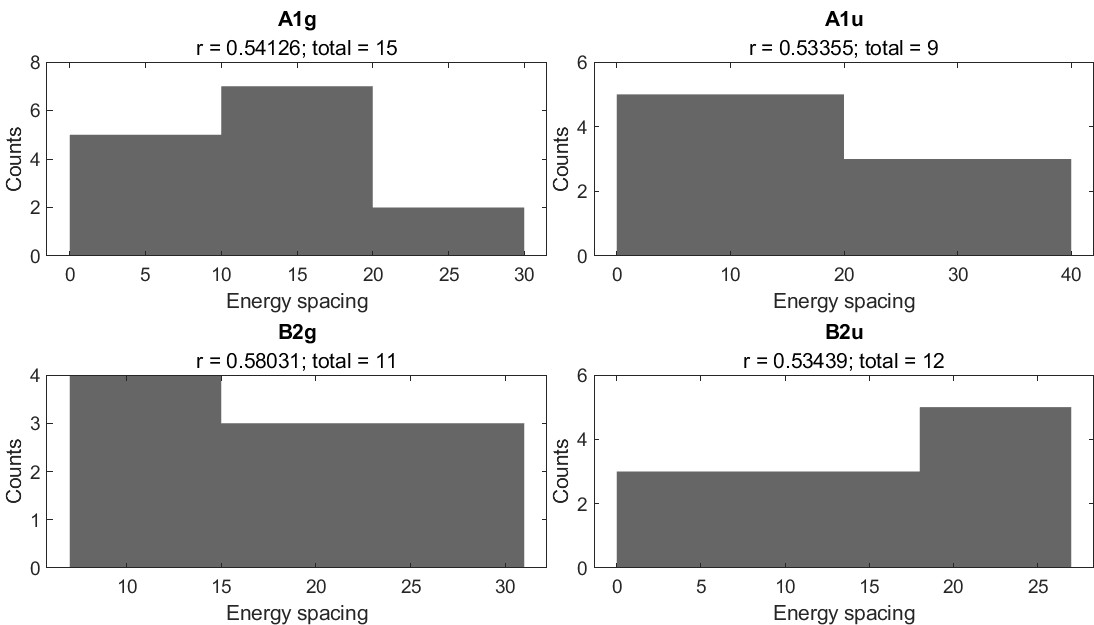 A1g
r = 0.54126; total = 15
8
6
4
2
0
Counts
0 5 10 15 20 25 30
Energy spacing
A1u
r = 0.53355; total = 9
6
4
2
0
Counts
0 10 20 30 40
Energy spacing
B2g
r = 0.58031; total = 11
4
3
2
1
0
Counts
10 15 20 25 30
Energy spacing
B2u
r = 0.53439; total = 12
6
4
2
0
Counts
0 5 10 15 20 25
Energy spacing